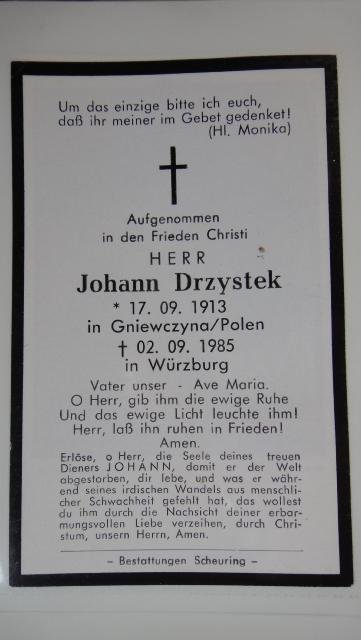 Um das einzige bitte ich euch,
daß ihr meiner im Gebet gedenket!
(Hl. Monika)
Aufgenommen
in den Frieden Christi
HERR
Johann Drzystek
* 17. 09. 1913
in Gniewczyna/Polen
† 02. 09. 1985
in Würzburg
Vater unser - Ave Maria.
O Herr, gib ihm die ewige Ruhe
Und das ewige Licht leuchte ihm!
Herr, laß ihn ruhen in Frieden!
Amen.
Erlöse, o Herr, die Seele deines treuen
Dieners JOHANN, damit er der Welt
abgestorben, dir lebe, und was er wäh-
rend seines irdischen Wandels aus menschli-
cher Schwachheit gefehlt hat, das wollest
du ihm durch die Nachsicht deiner erbar-
mungsvollen Liebe verzeihen, durch Chri-
stum, unsern Herrn, Amen.
– Bestattungen Scheuring –